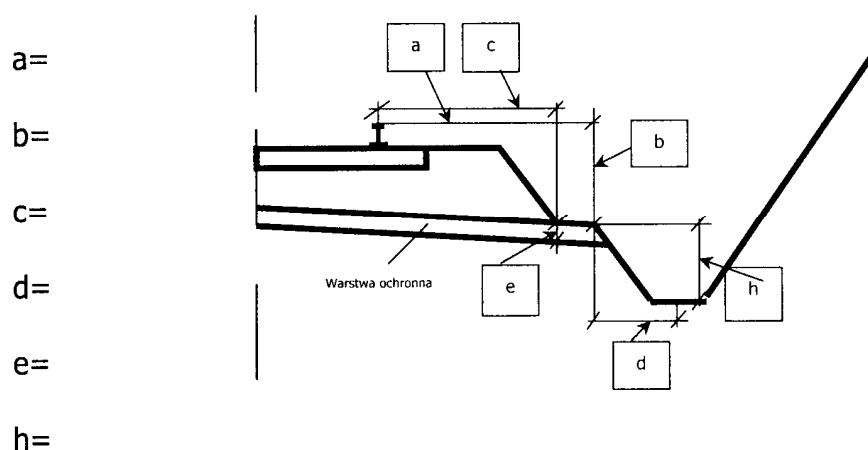 a=
b=
c=
d=
e=
h=
a
c
b
Warstwa ochronna
e
h
d